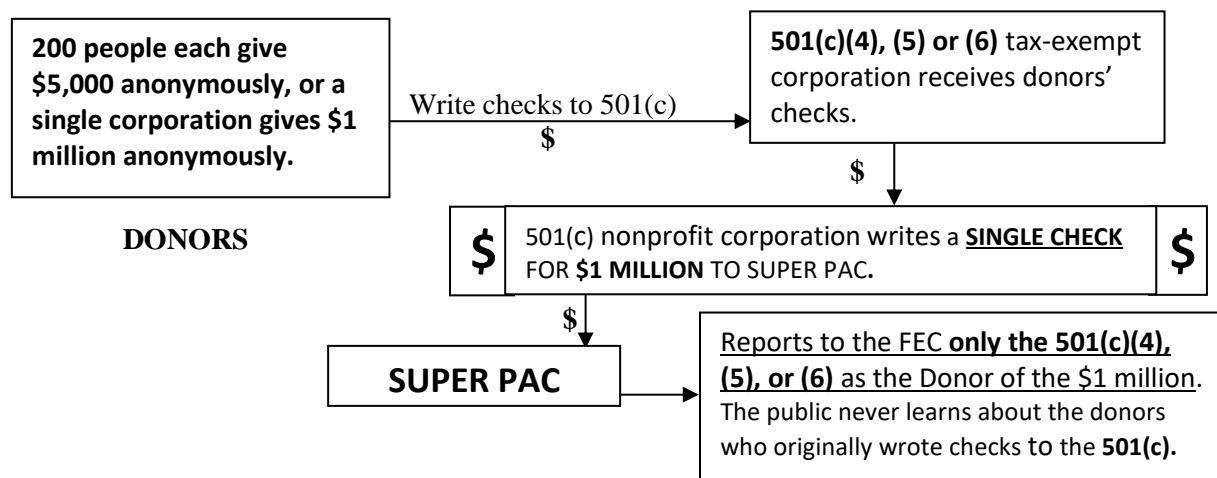 200 people each give
$5,000 anonymously, or a
single corporation gives $1
million anonymously.
Write checks to 501(c)
$
501(c)(4), (5) or (6) tax-exempt
corporation receives donors’
checks.
$
DONORS
$
501(c) nonprofit corporation writes a SINGLE CHECK
FOR $1 MILLION TO SUPER PAC.
$
$
SUPER PAC
Reports to the FEC only the 501(c)(4),
(5), or (6) as the Donor of the $1 million.
The public never learns about the donors
who originally wrote checks to the 501(c).